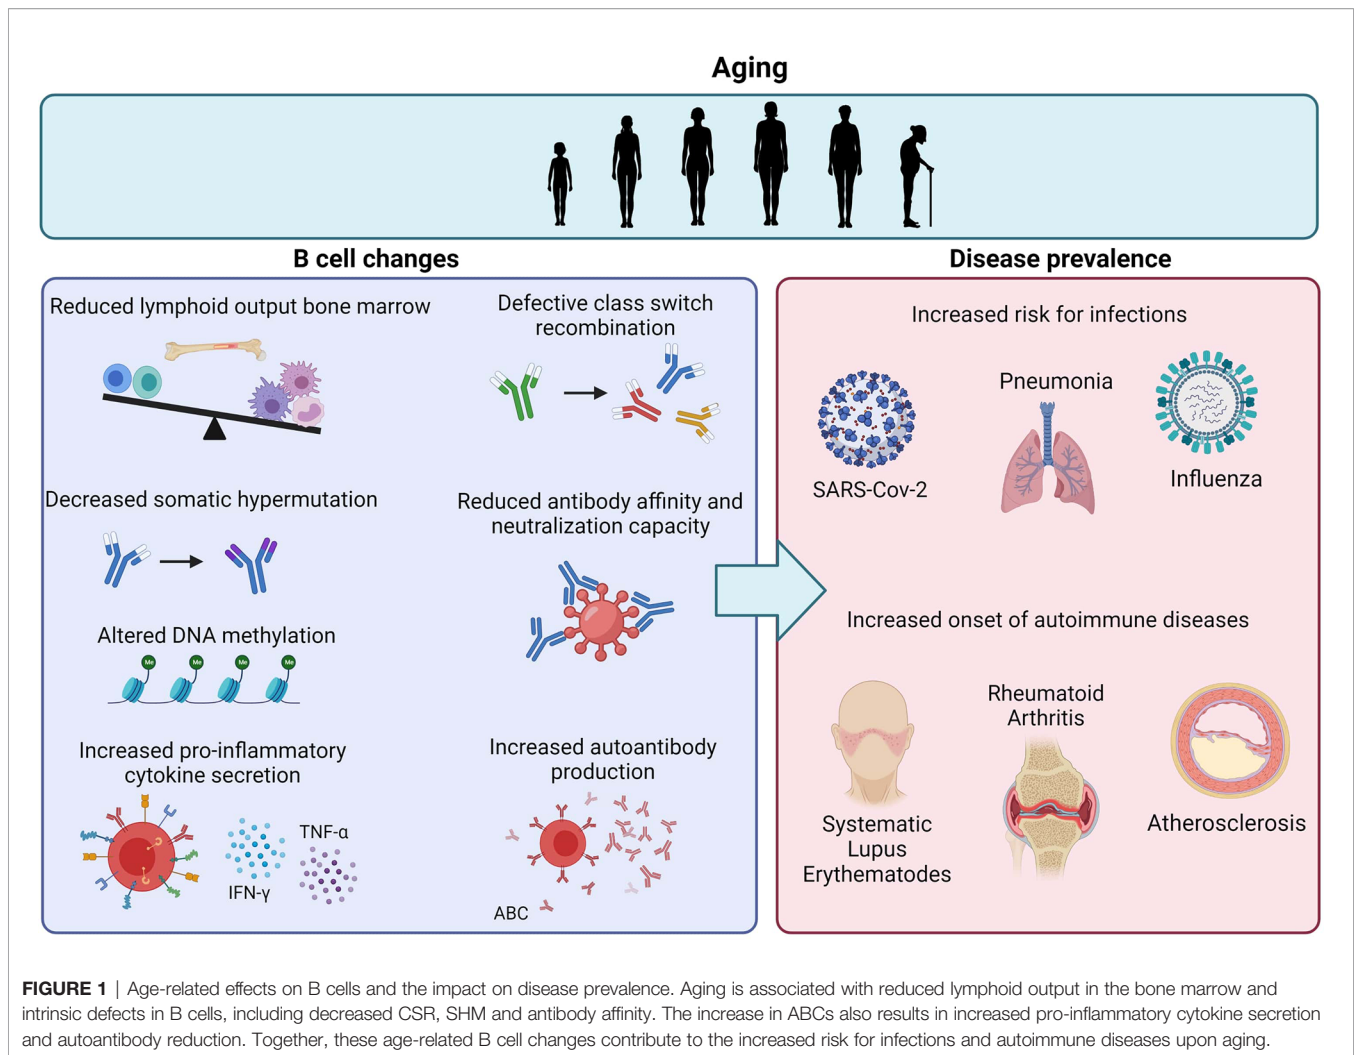 Aging
B cell changes
Reduced lymphoid output bone marrow
Defective class switch
recombination
Decreased somatic hypermutation
Reduced antibody affinity and
neutralization capacity
Altered DNA methylation
Me
Me
Me
Me
Increased pro-inflammatory
cytokine secretion
TNF-α
IFN-γ
Increased autoantibody
production
ABC
Disease prevalence
Increased risk for infections
SARS-Cov-2
Pneumonia
Influenza
Increased onset of autoimmune diseases
Systematic
Lupus
Erythematodes
Rheumatoid
Arthritis
Atherosclerosis
FIGURE 1 | Age-related effects on B cells and the impact on disease prevalence. Aging is associated with reduced lymphoid output in the bone marrow and
intrinsic defects in B cells, including decreased CSR, SHM and antibody affinity. The increase in ABCs also results in increased pro-inflammatory cytokine secretion
and autoantibody reduction. Together, these age-related B cell changes contribute to the increased risk for infections and autoimmune diseases upon aging.